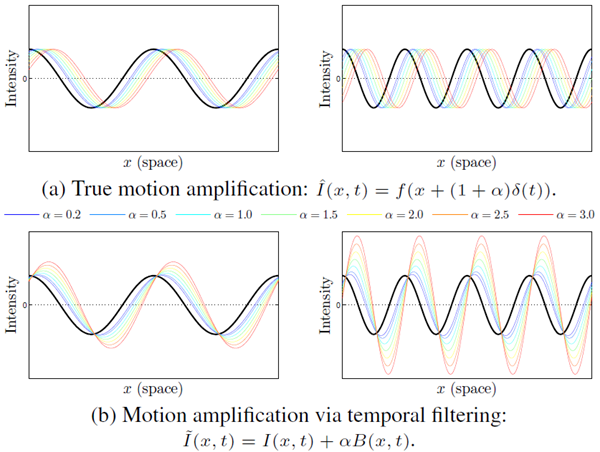 Intensity
0
x (space)
Intensity
0
x (space)
(a) True motion amplification: Î(x, t) = f(x + (1 + α)δ(t)).
α = 0.2 α = 0.5 α = 1.0 α = 1.5 α = 2.0 α = 2.5 α = 3.0
Intensity
0
x (space)
Intensity
0
x (space)
(b) Motion amplification via temporal filtering:
Ĩ(x, t) = I(x, t) + αB(x, t).